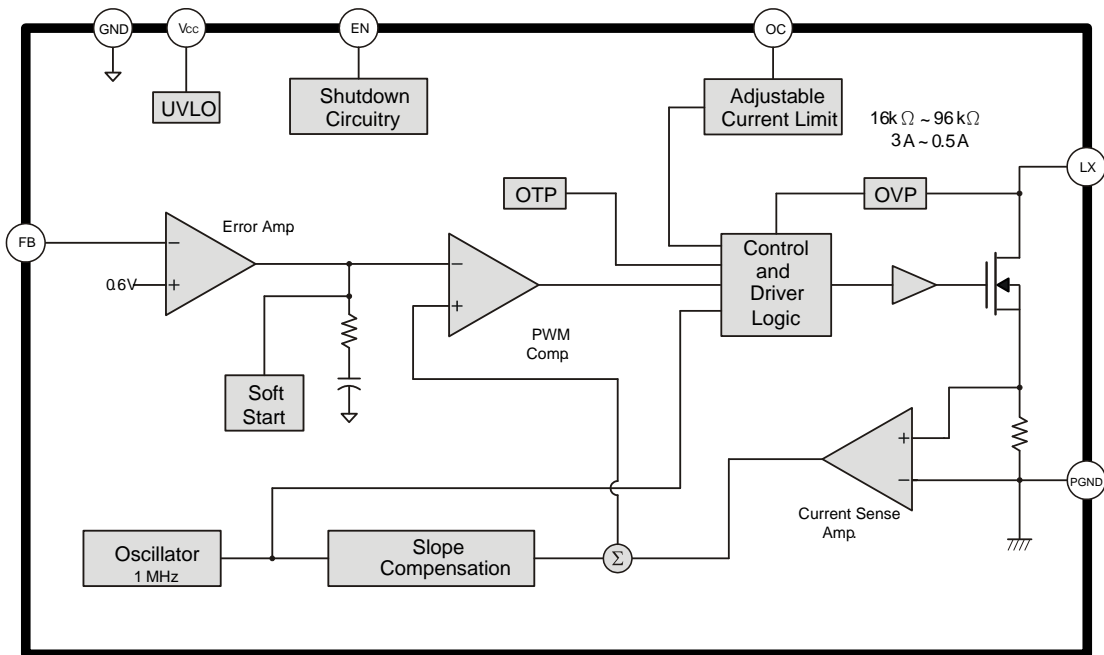 GND
Vcc
EN
OC
UVLO
Shutdown
Circuitry
Adjustable
Current Limit
16kΩ ~ 96kΩ
3A ~ 0.5A
LX
OTP
OVP
FB
Error Amp
−
+
0.6V
−
+
PWM
Comp.
Control
and
Driver
Logic
Soft
Start
+
−
Current Sense
Amp.
PGND
Oscillator
1 MHz
Slope
Compensation
Σ